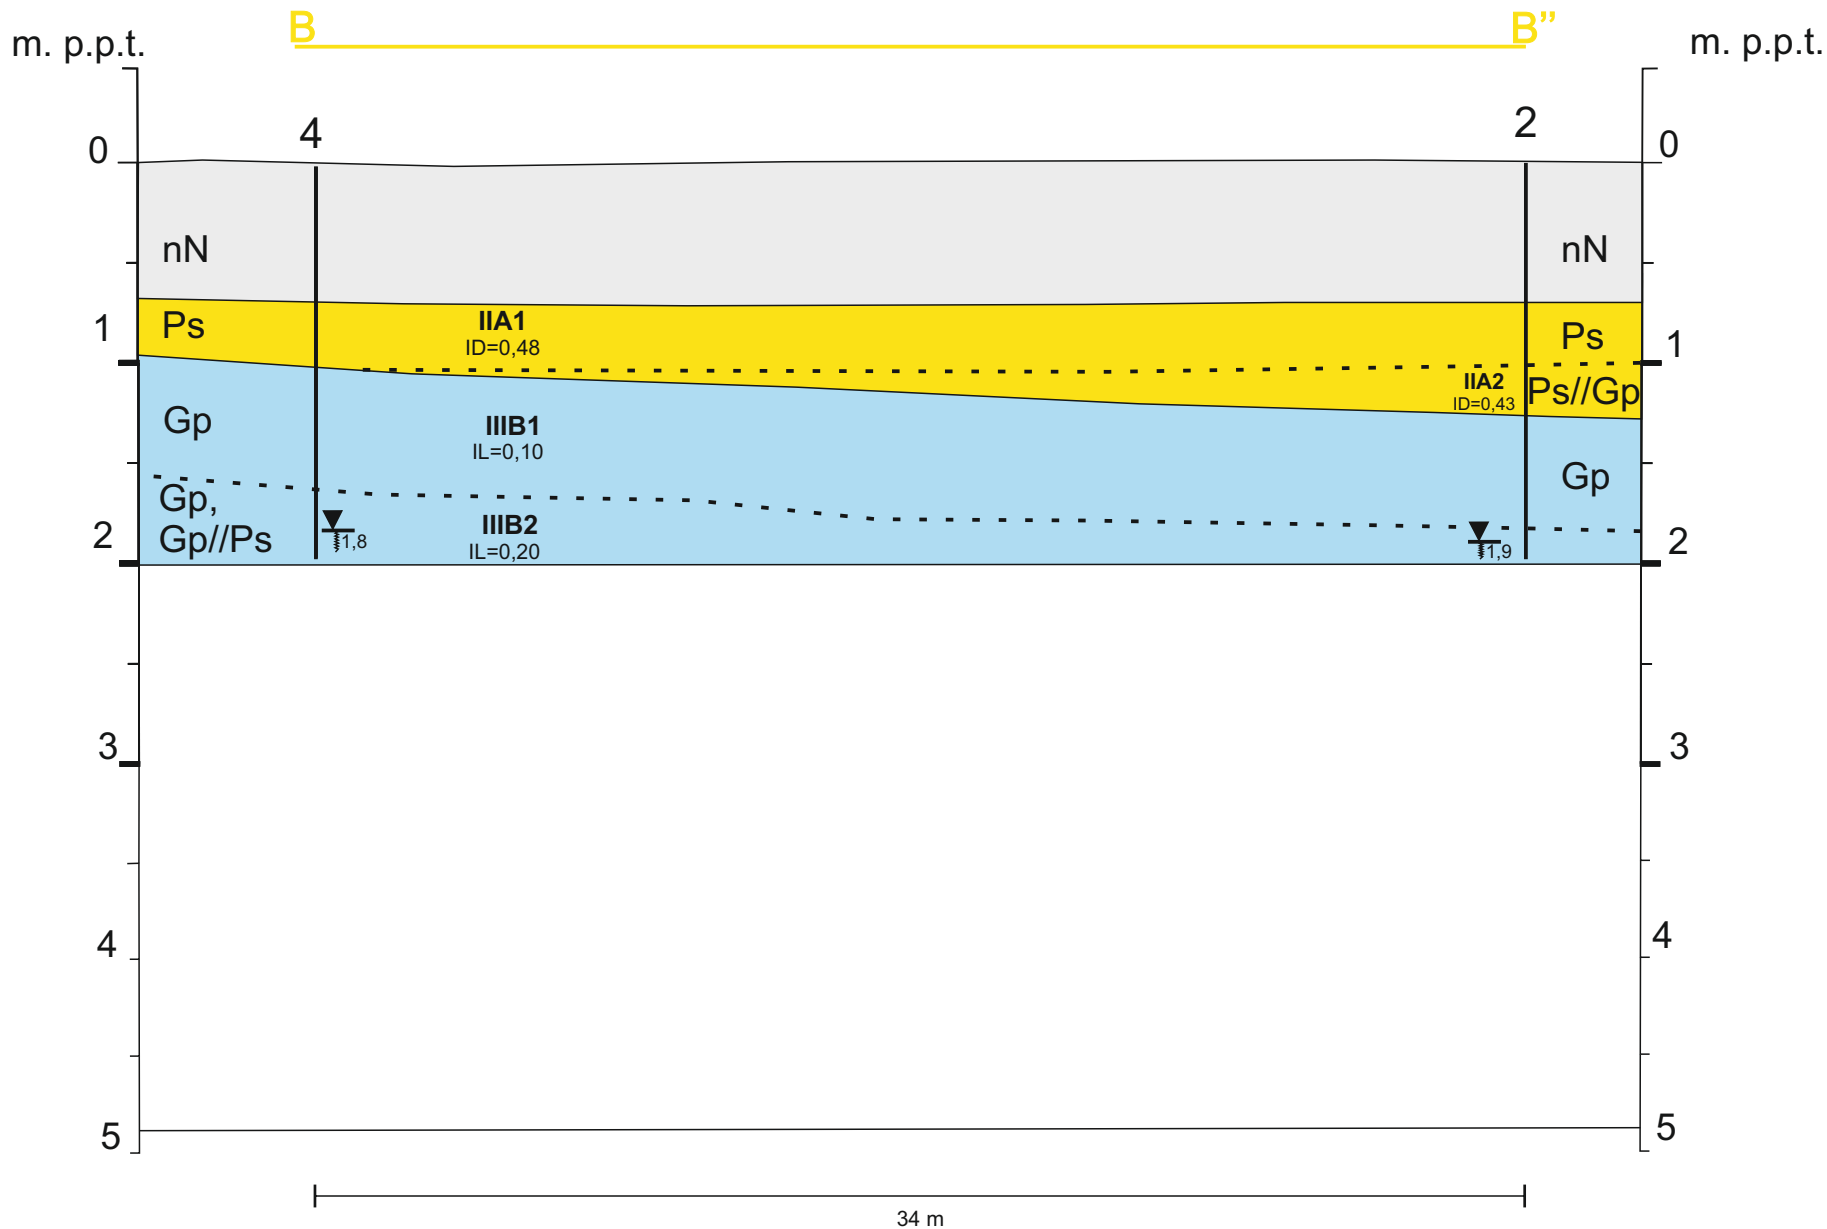 B B”
m. p.p.t. m. p.p.t.
4 2
0 0
nN nN
Ps IIA1 Ps
1 ID=0,48 1
IIA2 Ps//Gp
ID=0,43
Gp IIIB1
IL=0,10
Gp
Gp, IIIB2
Gp//Ps 1,8
2 IL=0,20 1,9 2
3 3
4 4
5 5
34 m